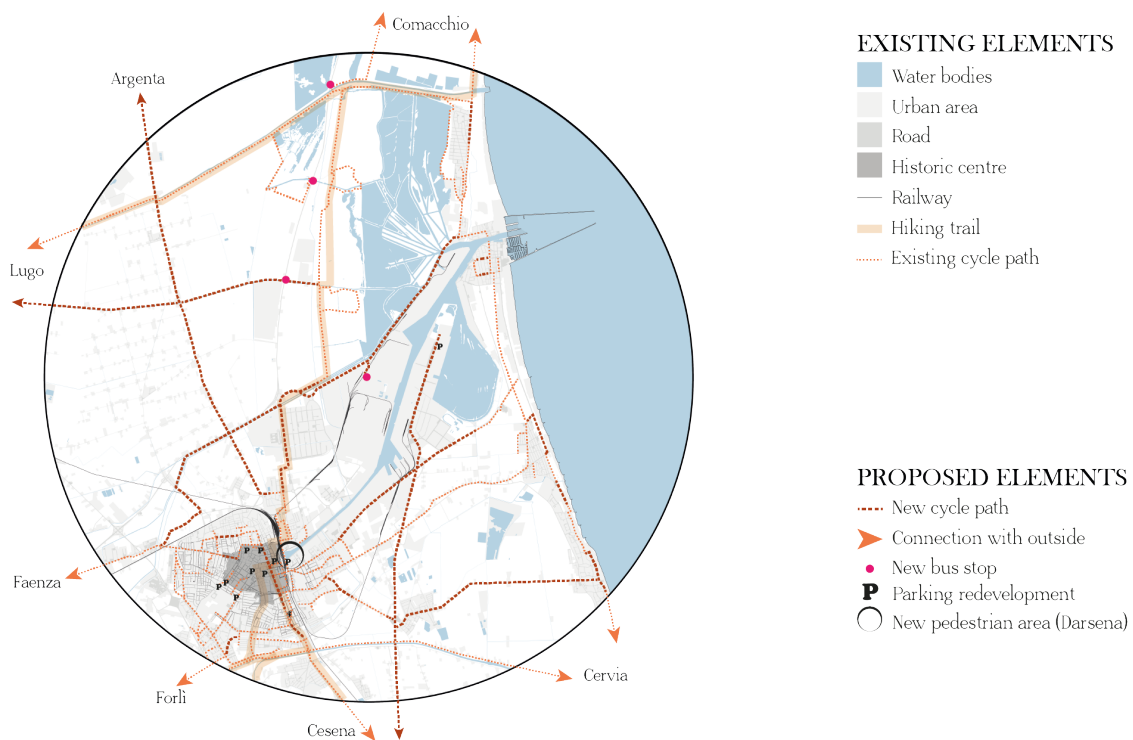 Comacchio
Argenta
Lugo
Faenza
Forlì
Cesena
Cervia
P
P
P
P
P
P
P
P
P
P
EXISTING ELEMENTS
Water bodies
Urban area
Road
Historic centre
Railway
Hiking trail
Existing cycle path
PROPOSED ELEMENTS
New cycle path
Connection with outside
New bus stop
P Parking redevelopment
New pedestrian area (Darsena)